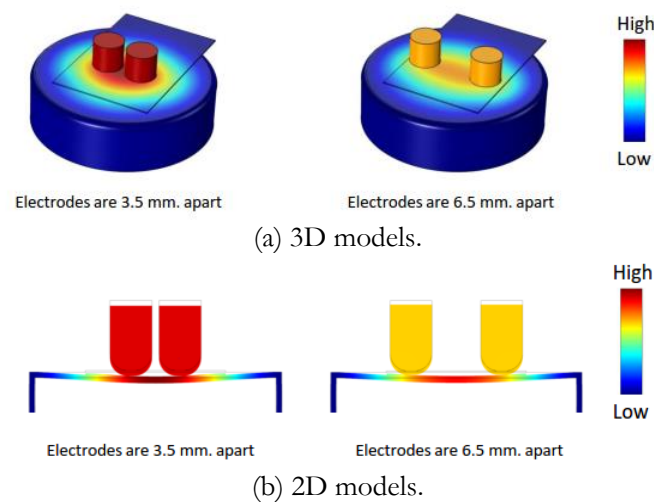 High
Low
Electrodes are 3.5 mm. apart
Electrodes are 6.5 mm. apart
(a) 3D models.
High
Low
Electrodes are 3.5 mm. apart
Electrodes are 6.5 mm. apart
(b) 2D models.